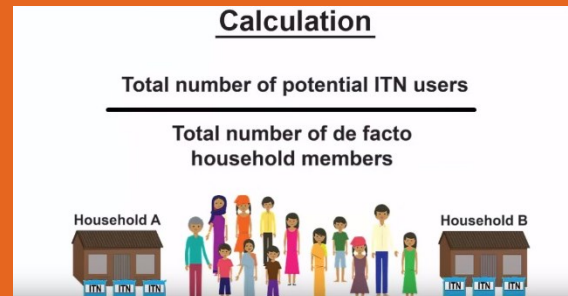 Calculation
Total number of potential ITN users
Total number of de facto
household members
Household A
Household B
ITN ITN ITN
ITN ITN ITN